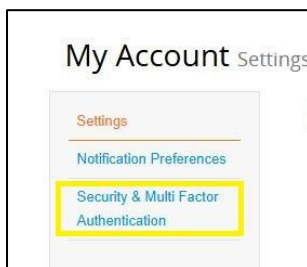 My Account Settings
Settings
Notification Preferences
Security & Multi Factor
Authentication